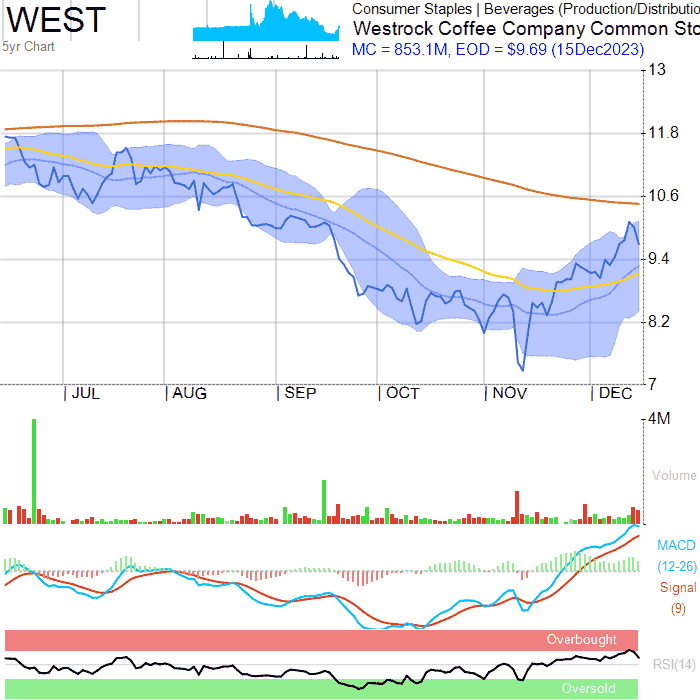 WEST
5yr Chart
Consumer Staples | Beverages (Production/Distributio
Westrock Coffee Company Common Sto
MC = 853.1M, EOD = $9.69 (15Dec2023)
13
11.8
10.6
9.4
8.2
7
JUL AUG SEP OCT NOV DEC
4M
Volume
MACD
(12-26)
Signal
(9)
Overbought
RSI(14)
Oversold